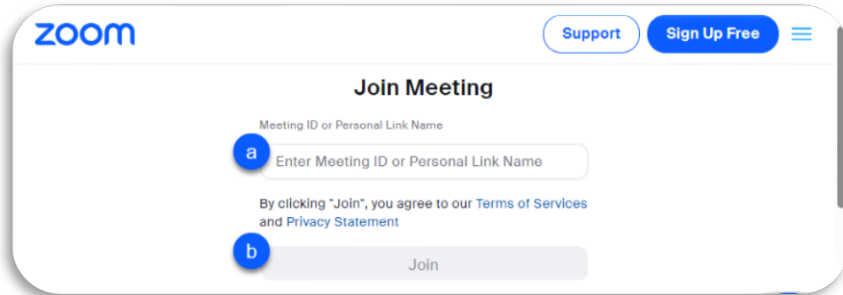 zoom
Support
Sign Up Free
Join Meeting
Meeting ID or Personal Link Name
a
Enter Meeting ID or Personal Link Name
By clicking "Join", you agree to our Terms of Services
and Privacy Statement
b
Join